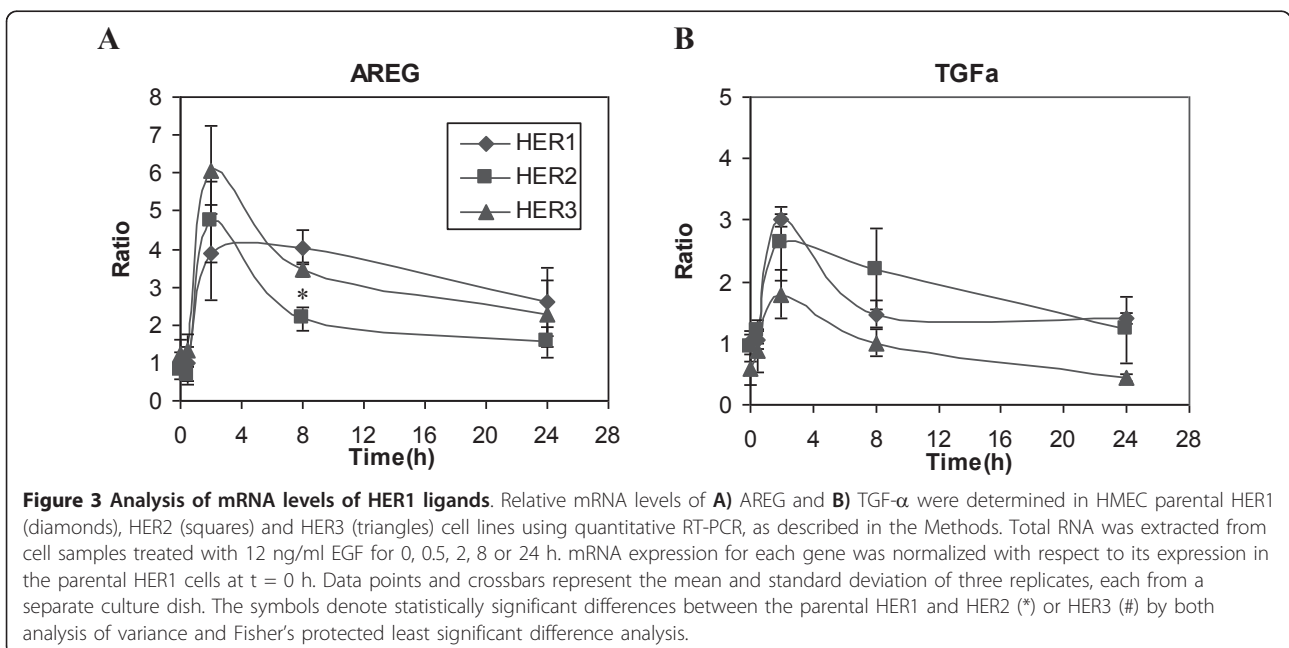 A
AREG
8
7
6
5
4
3
2
1
0
Ratio
HER1
HER2
HER3
*
0 4 8 12 16 20 24 28
Time(h)
B
TGFa
5
4
3
2
1
0
Ratio
0 4 8 12 16 20 24 28
Time(h)
Figure 3 Analysis of mRNA levels of HER1 ligands. Relative mRNA levels of A) AREG and B) TGF-α were determined in HMEC parental HER1
(diamonds), HER2 (squares) and HER3 (triangles) cell lines using quantitative RT-PCR, as described in the Methods. Total RNA was extracted from
cell samples treated with 12 ng/ml EGF for 0, 0.5, 2, 8 or 24 h. mRNA expression for each gene was normalized with respect to its expression in
the parental HER1 cells at t = 0 h. Data points and crossbars represent the mean and standard deviation of three replicates, each from a
separate culture dish. The symbols denote statistically significant differences between the parental HER1 and HER2 (*) or HER3 (#) by both
analysis of variance and Fisher's protected least significant difference analysis.